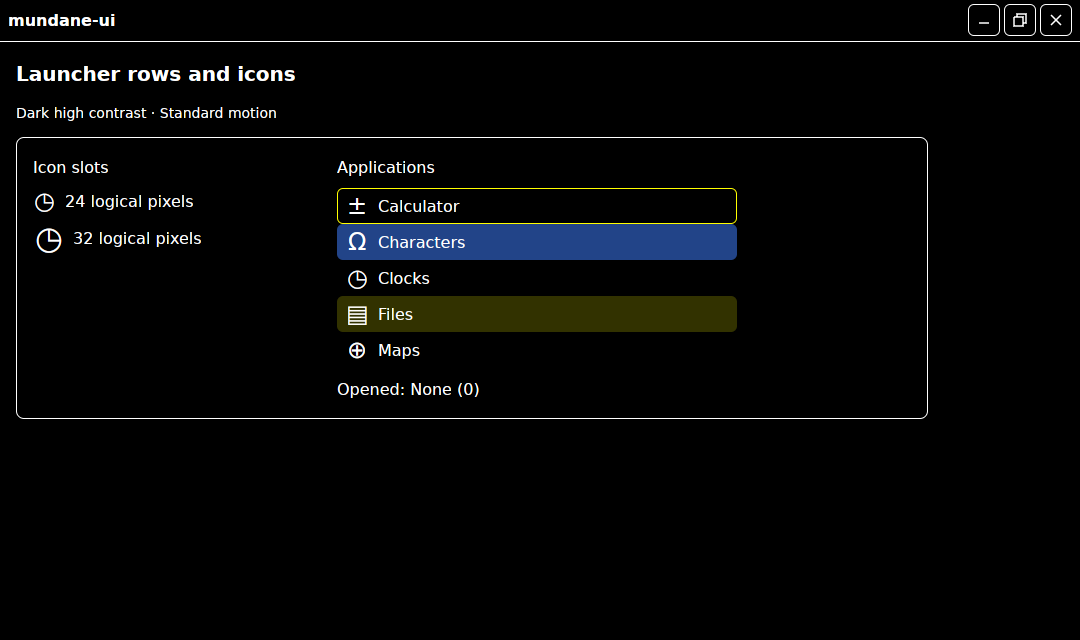 mundane-ui
Launcher rows and icons
Dark high contrast · Standard motion
Icon slots
24 logical pixels
32 logical pixels
Applications
± Calculator
Ω Characters
Clocks
Files
Maps
Opened: None (0)